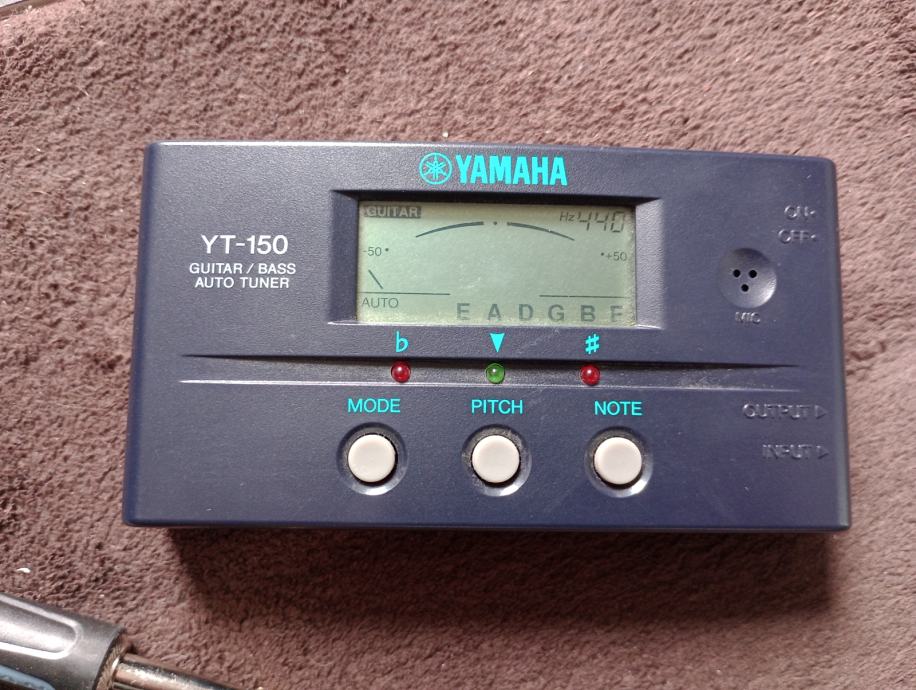 YAMAHA
YT-150
GUITAR / BASS
AUTO TUNER
GUITAR
Hz 440
-50
+50
AUTO
E A D G B E
ON
OFF
MIC
♭ ▼ ♯
MODE PITCH NOTE
OUTPUT
INPUT